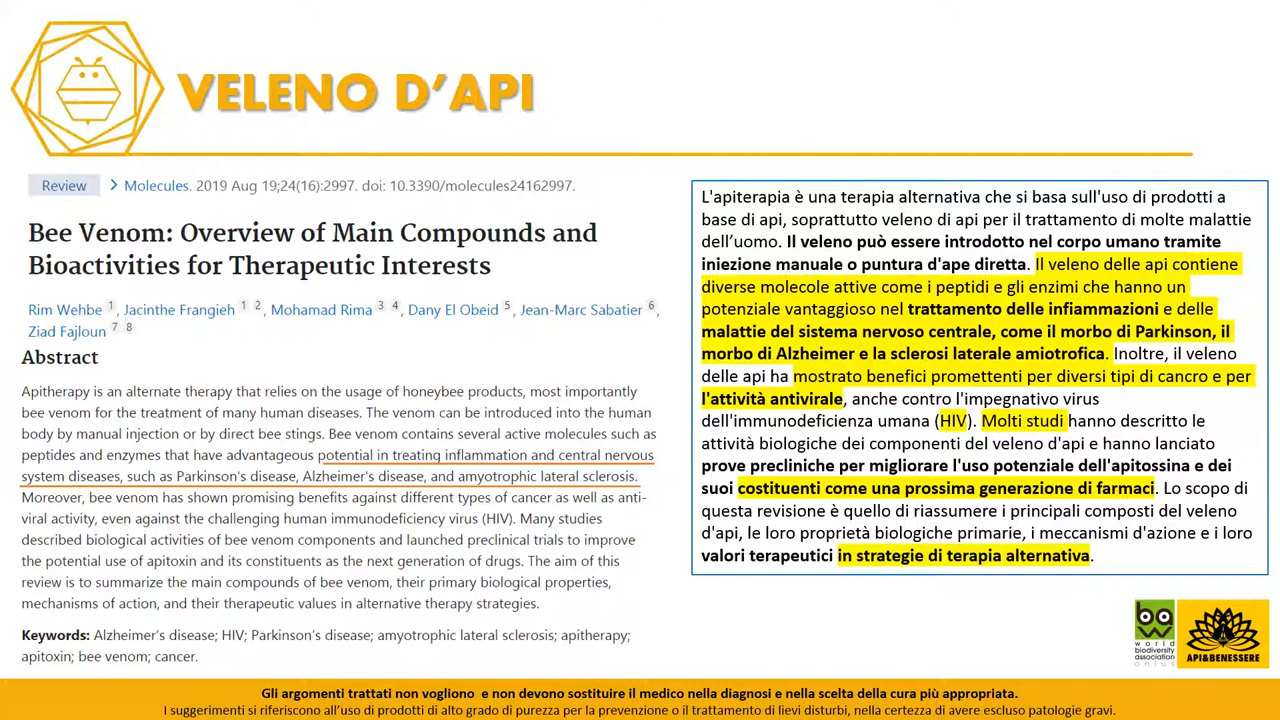 VELENO D'API
Review > Molecules. 2019 Aug 19;24(16):2997. doi: 10.3390/molecules24162997.
Bee Venom: Overview of Main Compounds and
Bioactivities for Therapeutic Interests
Rim Wehbe 1, Jacinthe Frangieh 1 2, Mohamad Rima 3 4, Dany El Obeid 5, Jean-Marc Sabatier 6,
Ziad Fajloun 7 8
Abstract
Apitherapy is an alternate therapy that relies on the usage of honeybee products, most importantly
bee venom for the treatment of many human diseases. The venom can be introduced into the human
body by manual injection or by direct bee stings. Bee venom contains several active molecules such as
peptides and enzymes that have advantageous potential in treating inflammation and central nervous
system diseases, such as Parkinson's disease, Alzheimer's disease, and amyotrophic lateral sclerosis.
Moreover, bee venom has shown promising benefits against different types of cancer as well as anti-
viral activity, even against the challenging human immunodeficiency virus (HIV). Many studies
described biological activities of bee venom components and launched preclinical trials to improve
the potential use of apitoxin and its constituents as the next generation of drugs. The aim of this
review is to summarize the main compounds of bee venom, their primary biological properties,
mechanisms of action, and their therapeutic values in alternative therapy strategies.
Keywords: Alzheimer's disease; HIV; Parkinson's disease; amyotrophic lateral sclerosis; apitherapy;
apitoxin; bee venom; cancer.
L'apiterapia è una terapia alternativa che si basa sull'uso di prodotti a
base di api, soprattutto veleno di api per il trattamento di molte malattie
dell'uomo. Il veleno può essere introdotto nel corpo umano tramite
iniezione manuale o puntura d'ape diretta. Il veleno delle api contiene
diverse molecole attive come i peptidi e gli enzimi che hanno un
potenziale vantaggioso nel trattamento delle infiammazioni e delle
malattie del sistema nervoso centrale, come il morbo di Parkinson, il
morbo di Alzheimer e la sclerosi laterale amiotrofica. Inoltre, il veleno
delle api ha mostrato benefici promettenti per diversi tipi di cancro e per
l'attività antivirale, anche contro l'impegnativo virus
dell'immunodeficienza umana (HIV). Molti studi hanno descritto le
attività biologiche dei componenti del veleno d'api e hanno lanciato
prove precliniche per migliorare l'uso potenziale dell'apitossina e dei
suoi costituenti come una prossima generazione di farmaci. Lo scopo di
questa revisione è quello di riassumere i principali composti del veleno
d'api, le loro proprietà biologiche primarie, i meccanismi d'azione e i loro
valori terapeutici in strategie di terapia alternativa.
world
biodiversity
association
onlus
API&BENESSERE
Gli argomenti trattati non vogliono e non devono sostituire il medico nella diagnosi e nella scelta della cura più appropriata.
I suggerimenti si riferiscono all'uso di prodotti di alto grado di purezza per la prevenzione o il trattamento di lievi disturbi, nella certezza di avere escluso patologie gravi.